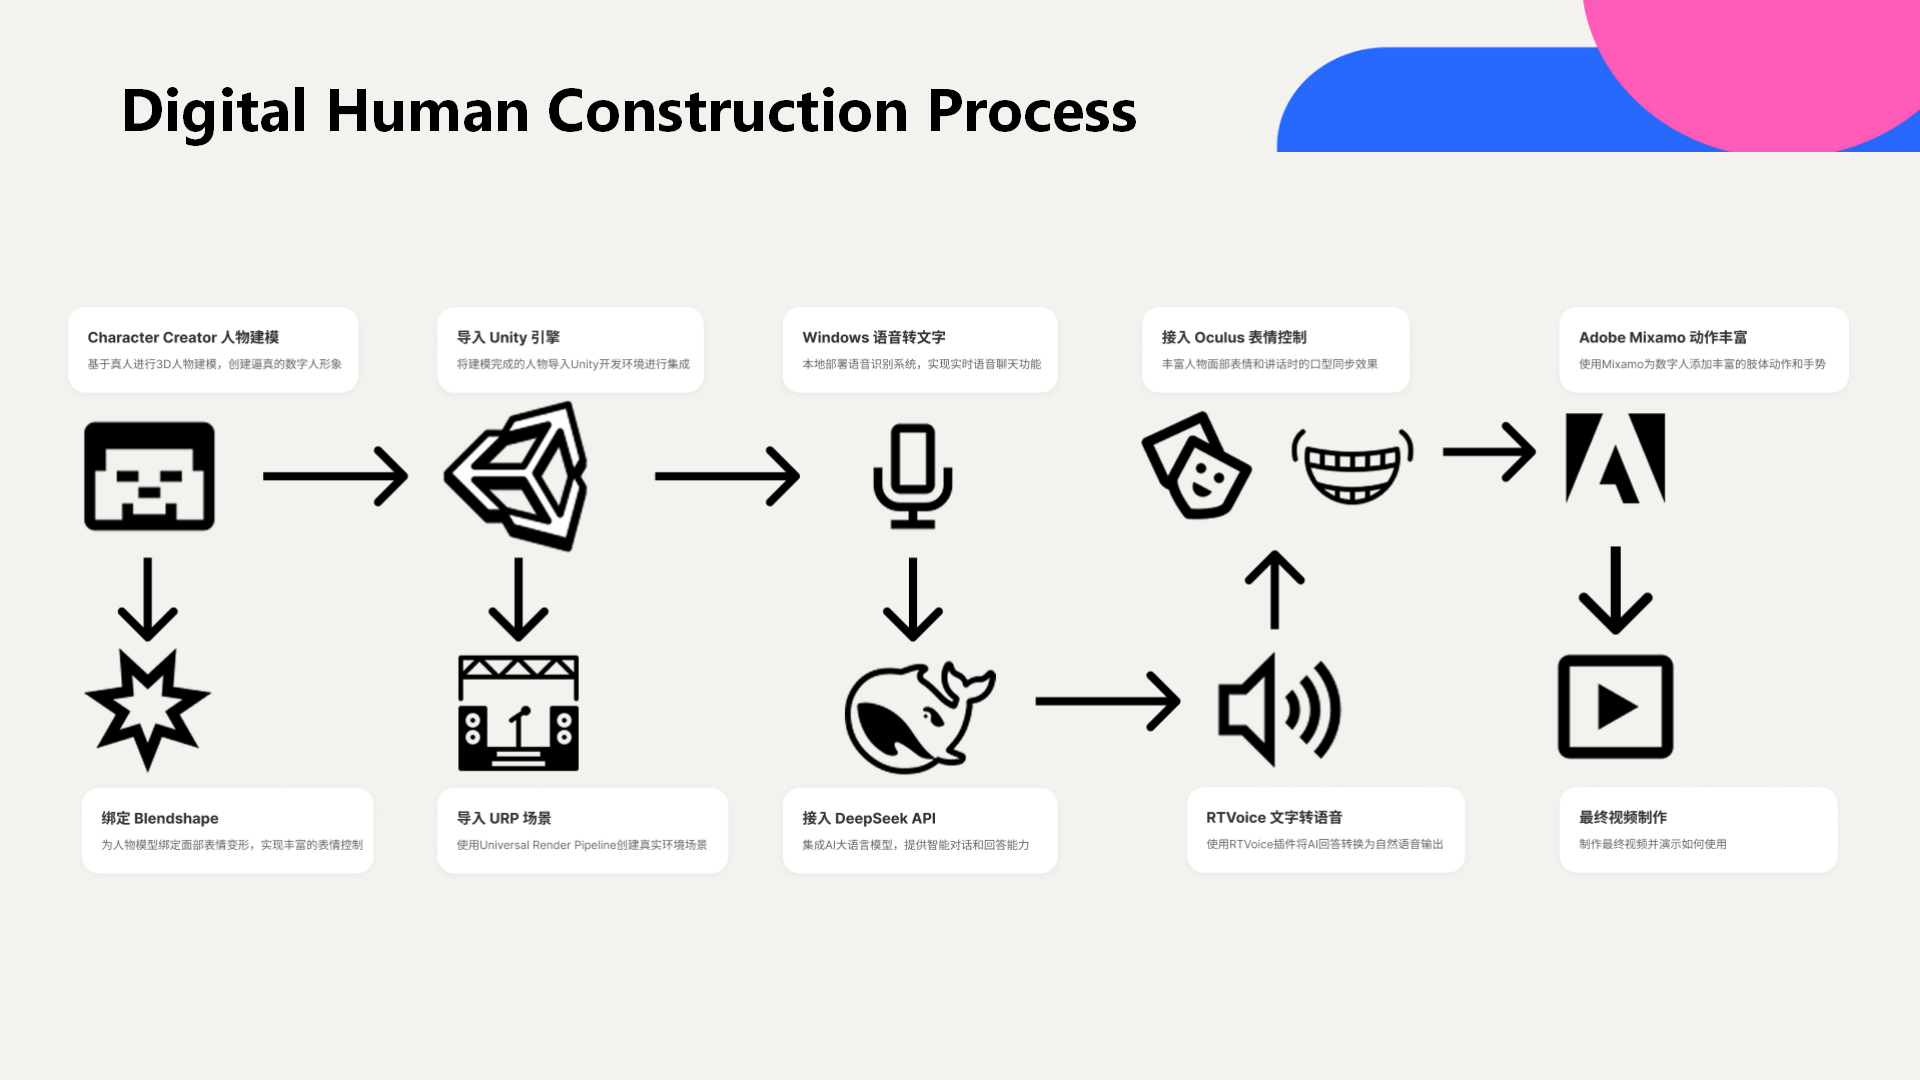 Digital Human Construction Process
Character Creator 人物建模
基于真人进行3D人物建模，创建逼真的数字人形象
导入 Unity 引擎
将建模完成的人物导入Unity开发环境进行集成
Windows 语音转文字
本地部署语音识别系统，实现实时语音聊天功能
接入 Oculus 表情控制
丰富人物面部表情和讲话时的口型同步效果
Adobe Mixamo 动作丰富
使用Mixamo为数字人添加丰富的肢体动作和手势
绑定 Blendshape
为人物模型绑定面部表情变形，实现丰富的表情控制
导入 URP 场景
使用Universal Render Pipeline创建真实环境场景
接入 DeepSeek API
集成AI大语言模型，提供智能对话和回答能力
RTVoice 文字转语音
使用RTVoice插件将AI回答转换为自然语音输出
最终视频制作
制作最终视频并演示如何使用